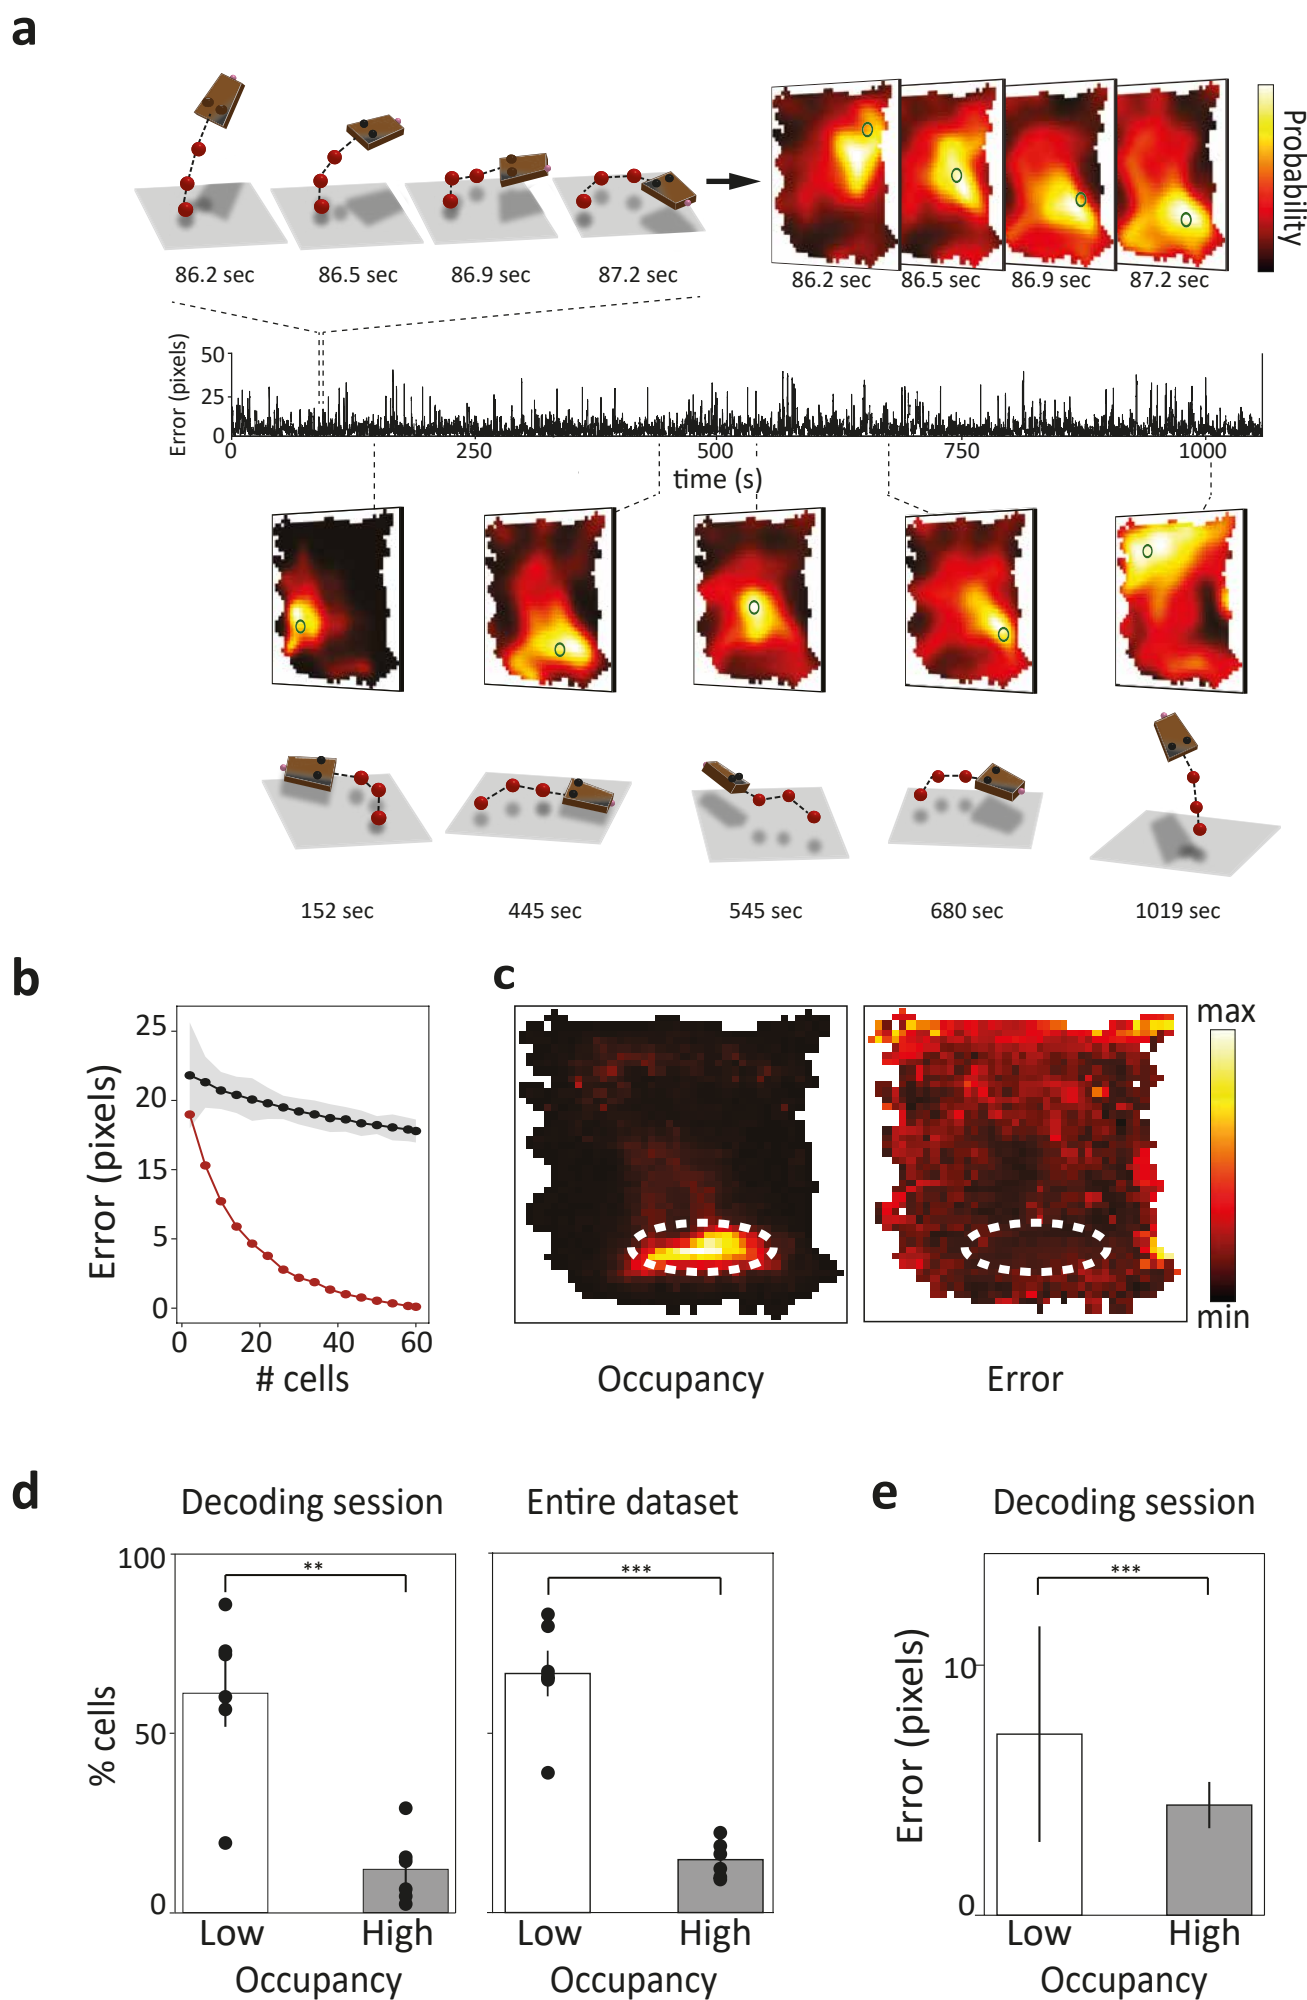 a
Probability
86.2 sec
86.5 sec
86.9 sec
87.2 sec
86.2 sec
86.5 sec
86.9 sec
87.2 sec
Error (pixels)
50
25
0
0
250
500
750
1000
time (s)
152 sec
445 sec
545 sec
680 sec
1019 sec
b
Error (pixels)
25
20
15
5
0
0
20
40
60
# cells
c
max
min
Occupancy
Error
d
Decoding session
Entire dataset
% cells
100
50
0
**
***
Low
High
Low
High
Occupancy
Occupancy
e
Decoding session
Error (pixels)
***
10
0
Low
High
Occupancy